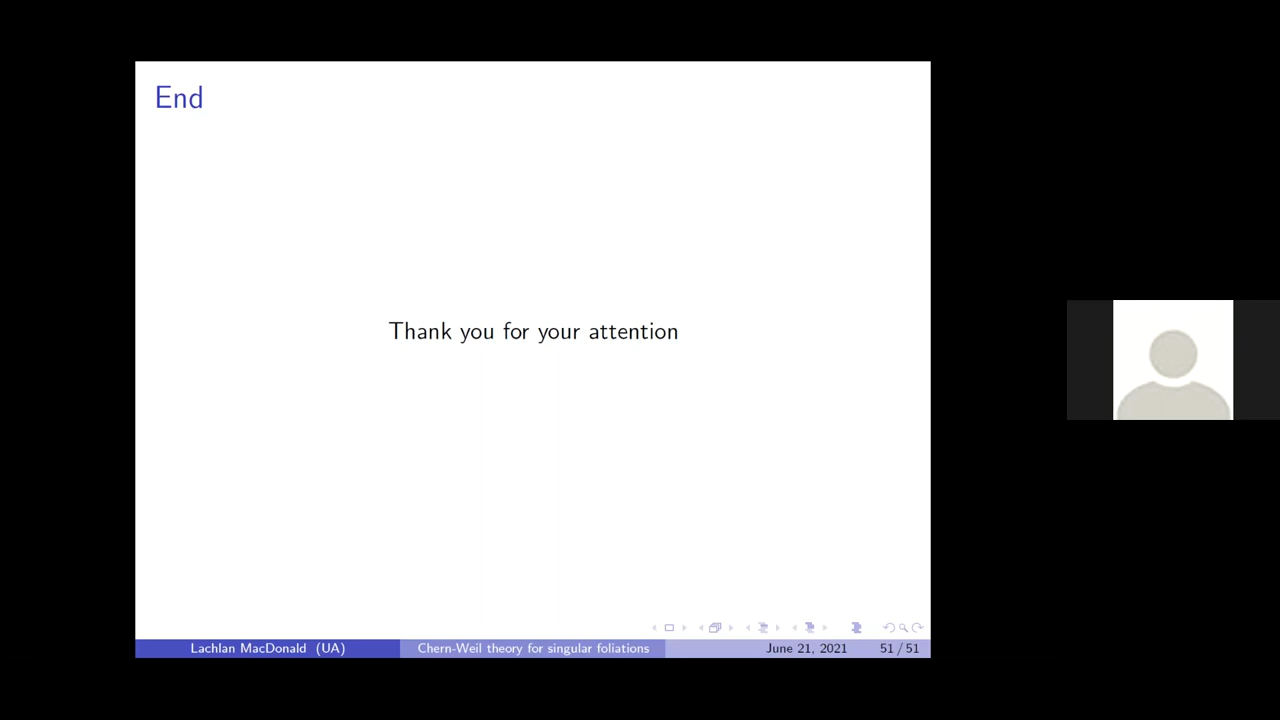 End
Thank you for your attention
Lachlan MacDonald (UA) Chern-Weil theory for singular foliations June 21, 2021 51 / 51